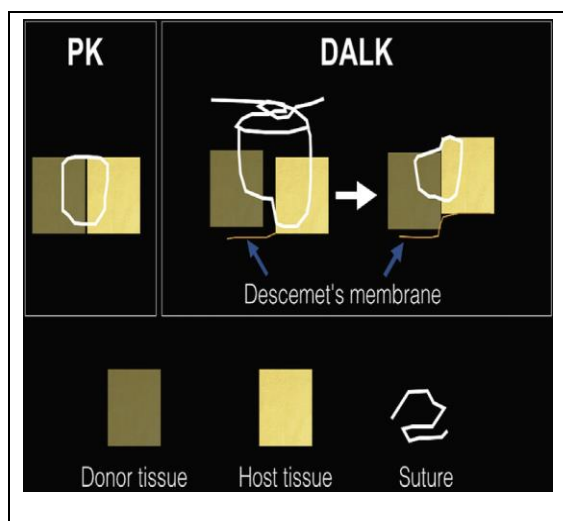 PK
DALK
Descemet's membrane
Donor tissue
Host tissue
Suture